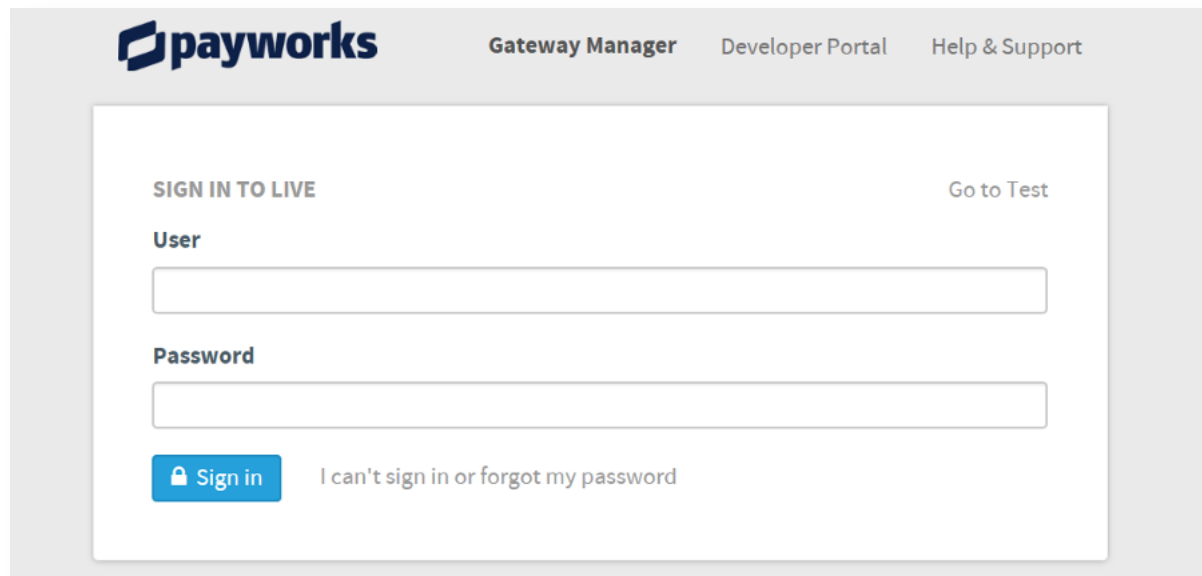 payworks Gateway Manager Developer Portal Help & Support
SIGN IN TO LIVE Go to Test
User
Password
Sign in I can't sign in or forgot my password